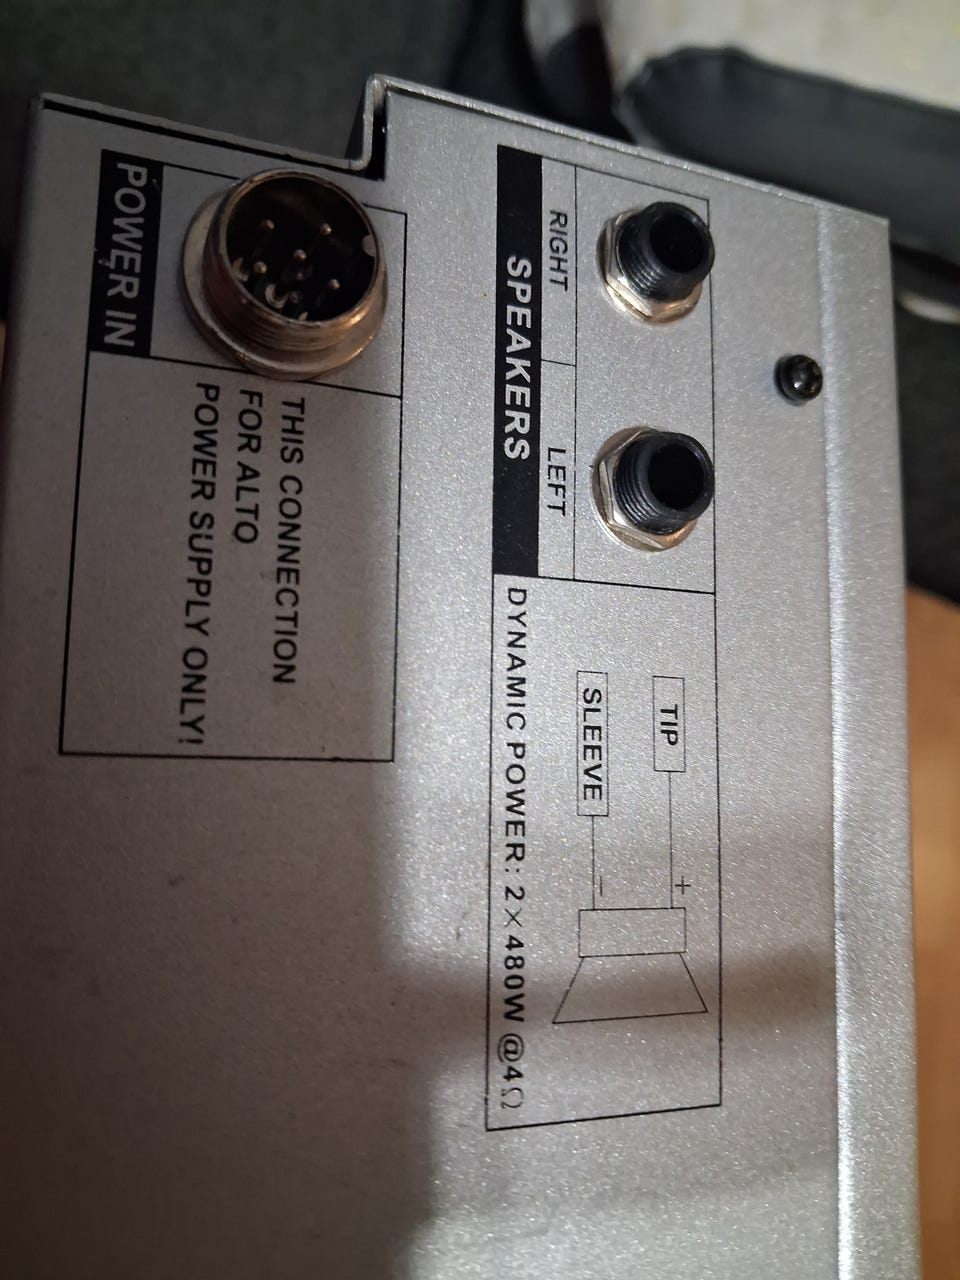 SPEAKERS
RIGHT
LEFT
TIP
SLEEVE
+
−
DYNAMIC POWER: 2×480W @4Ω
POWER IN
THIS CONNECTION
FOR ALTO
POWER SUPPLY ONLY!